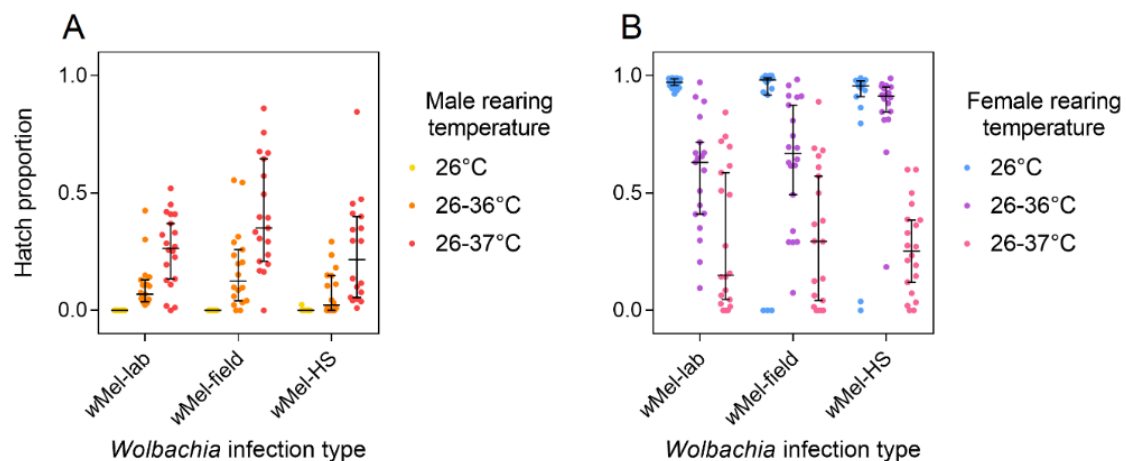 A
Hatch proportion
1.0
0.5
0.0
wMel-lab
wMel-field
wMel-HS
Wolbachia infection type
Male rearing
temperature
26°C
26-36°C
26-37°C
B
1.0
0.5
0.0
wMel-lab
wMel-field
wMel-HS
Wolbachia infection type
Female rearing
temperature
26°C
26-36°C
26-37°C